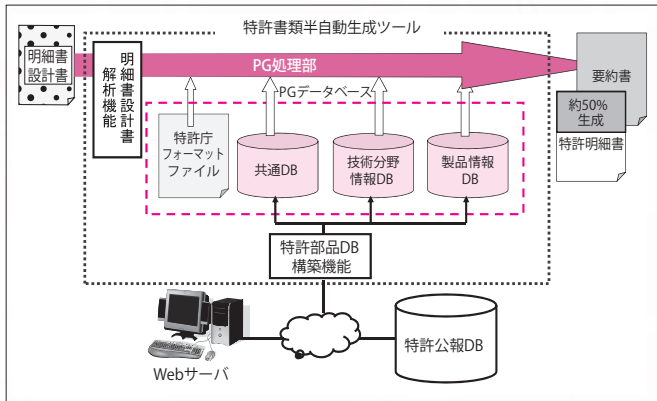 特許書類半自動生成ツール
明細書
設計書
明細書設計書
解析機能
PG処理部
要約書
約50%
生成
特許明細書
PGデータベース
特許庁
フォーマット
ファイル
共通DB
技術分野
情報DB
製品情報
DB
特許部品DB
構築機能
Webサーバ
特許公報DB